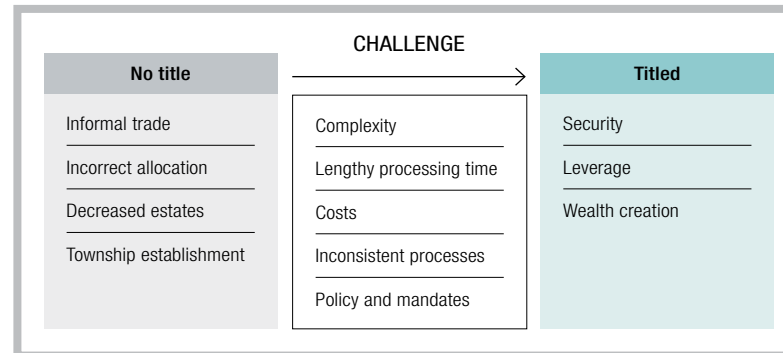 CHALLENGE
No title
Informal trade
Incorrect allocation
Decreased estates
Township establishment
Complexity
Lengthy processing time
Costs
Inconsistent processes
Policy and mandates
Titled
Security
Leverage
Wealth creation